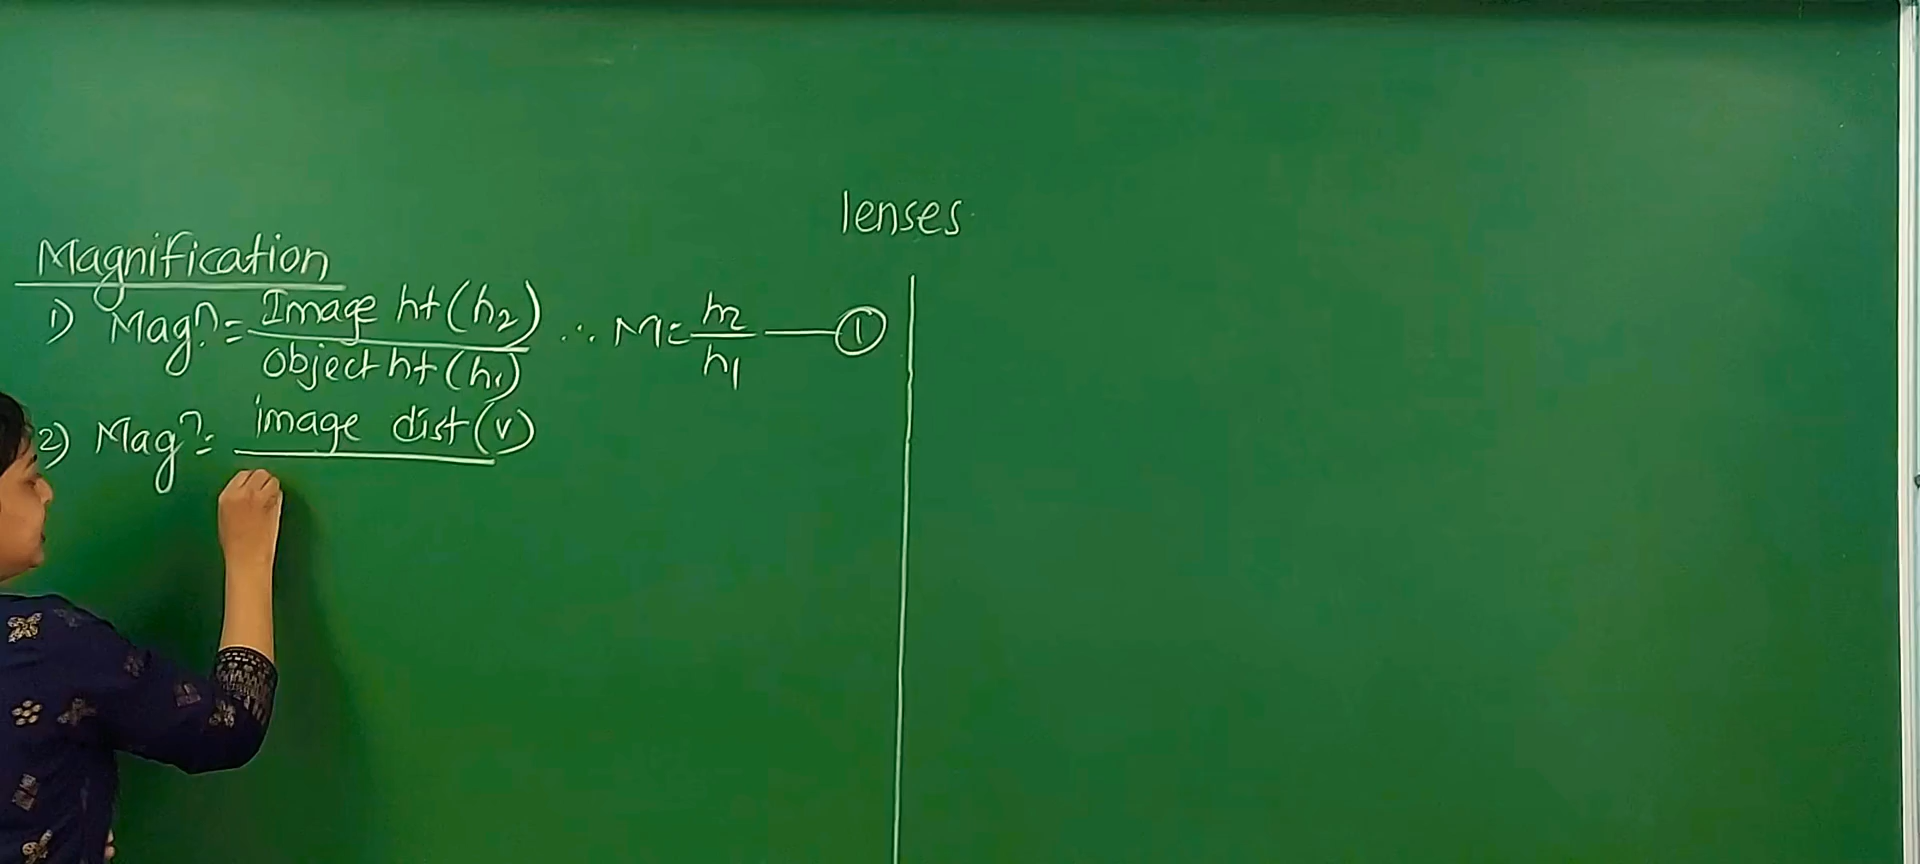 lenses
Magnification
1) Magn = Image ht (h2) / Object ht (h1) ∴ M = h2 / h1 — ①
2) Magn = image dist (v)